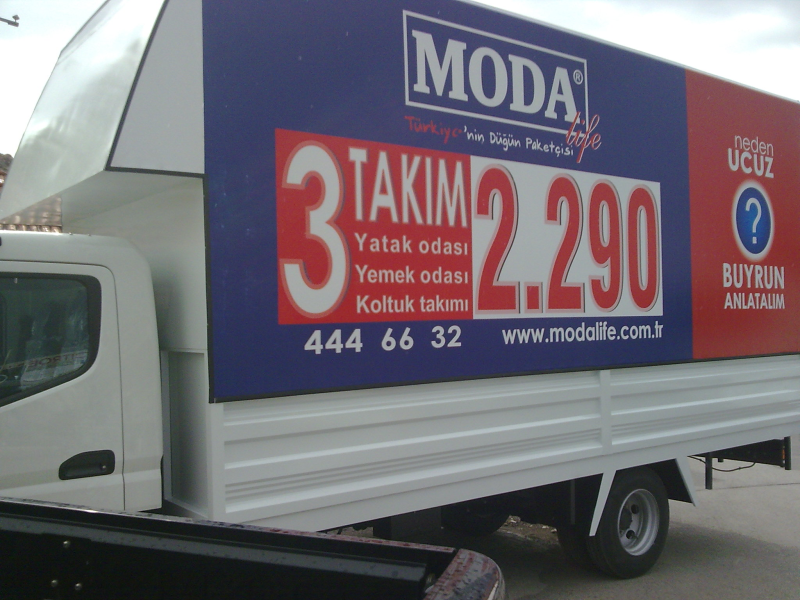 MODA®
life
Türkiye'nin Düğün Paketçisi
3 TAKIM
Yatak odası
Yemek odası
Koltuk takımı
2.290
444 66 32
www.modalife.com.tr
neden
UCUZ
?
BUYRUN
ANLATALIM